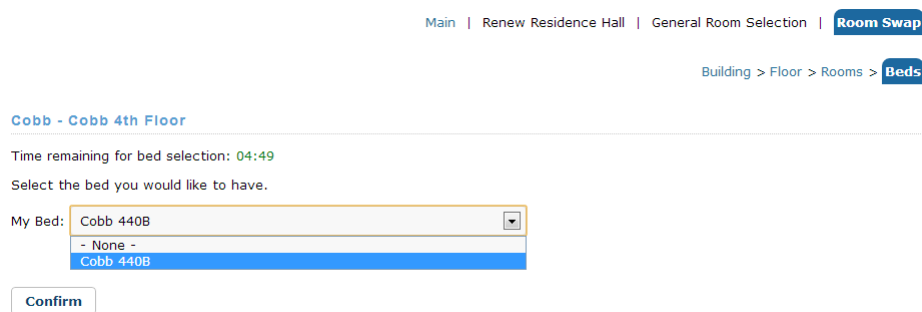 Main | Renew Residence Hall | General Room Selection | Room Swap
Building > Floor > Rooms > Beds
Cobb - Cobb 4th Floor
Time remaining for bed selection: 04:49
Select the bed you would like to have.
My Bed: Cobb 440B
- None -
Cobb 440B
Confirm